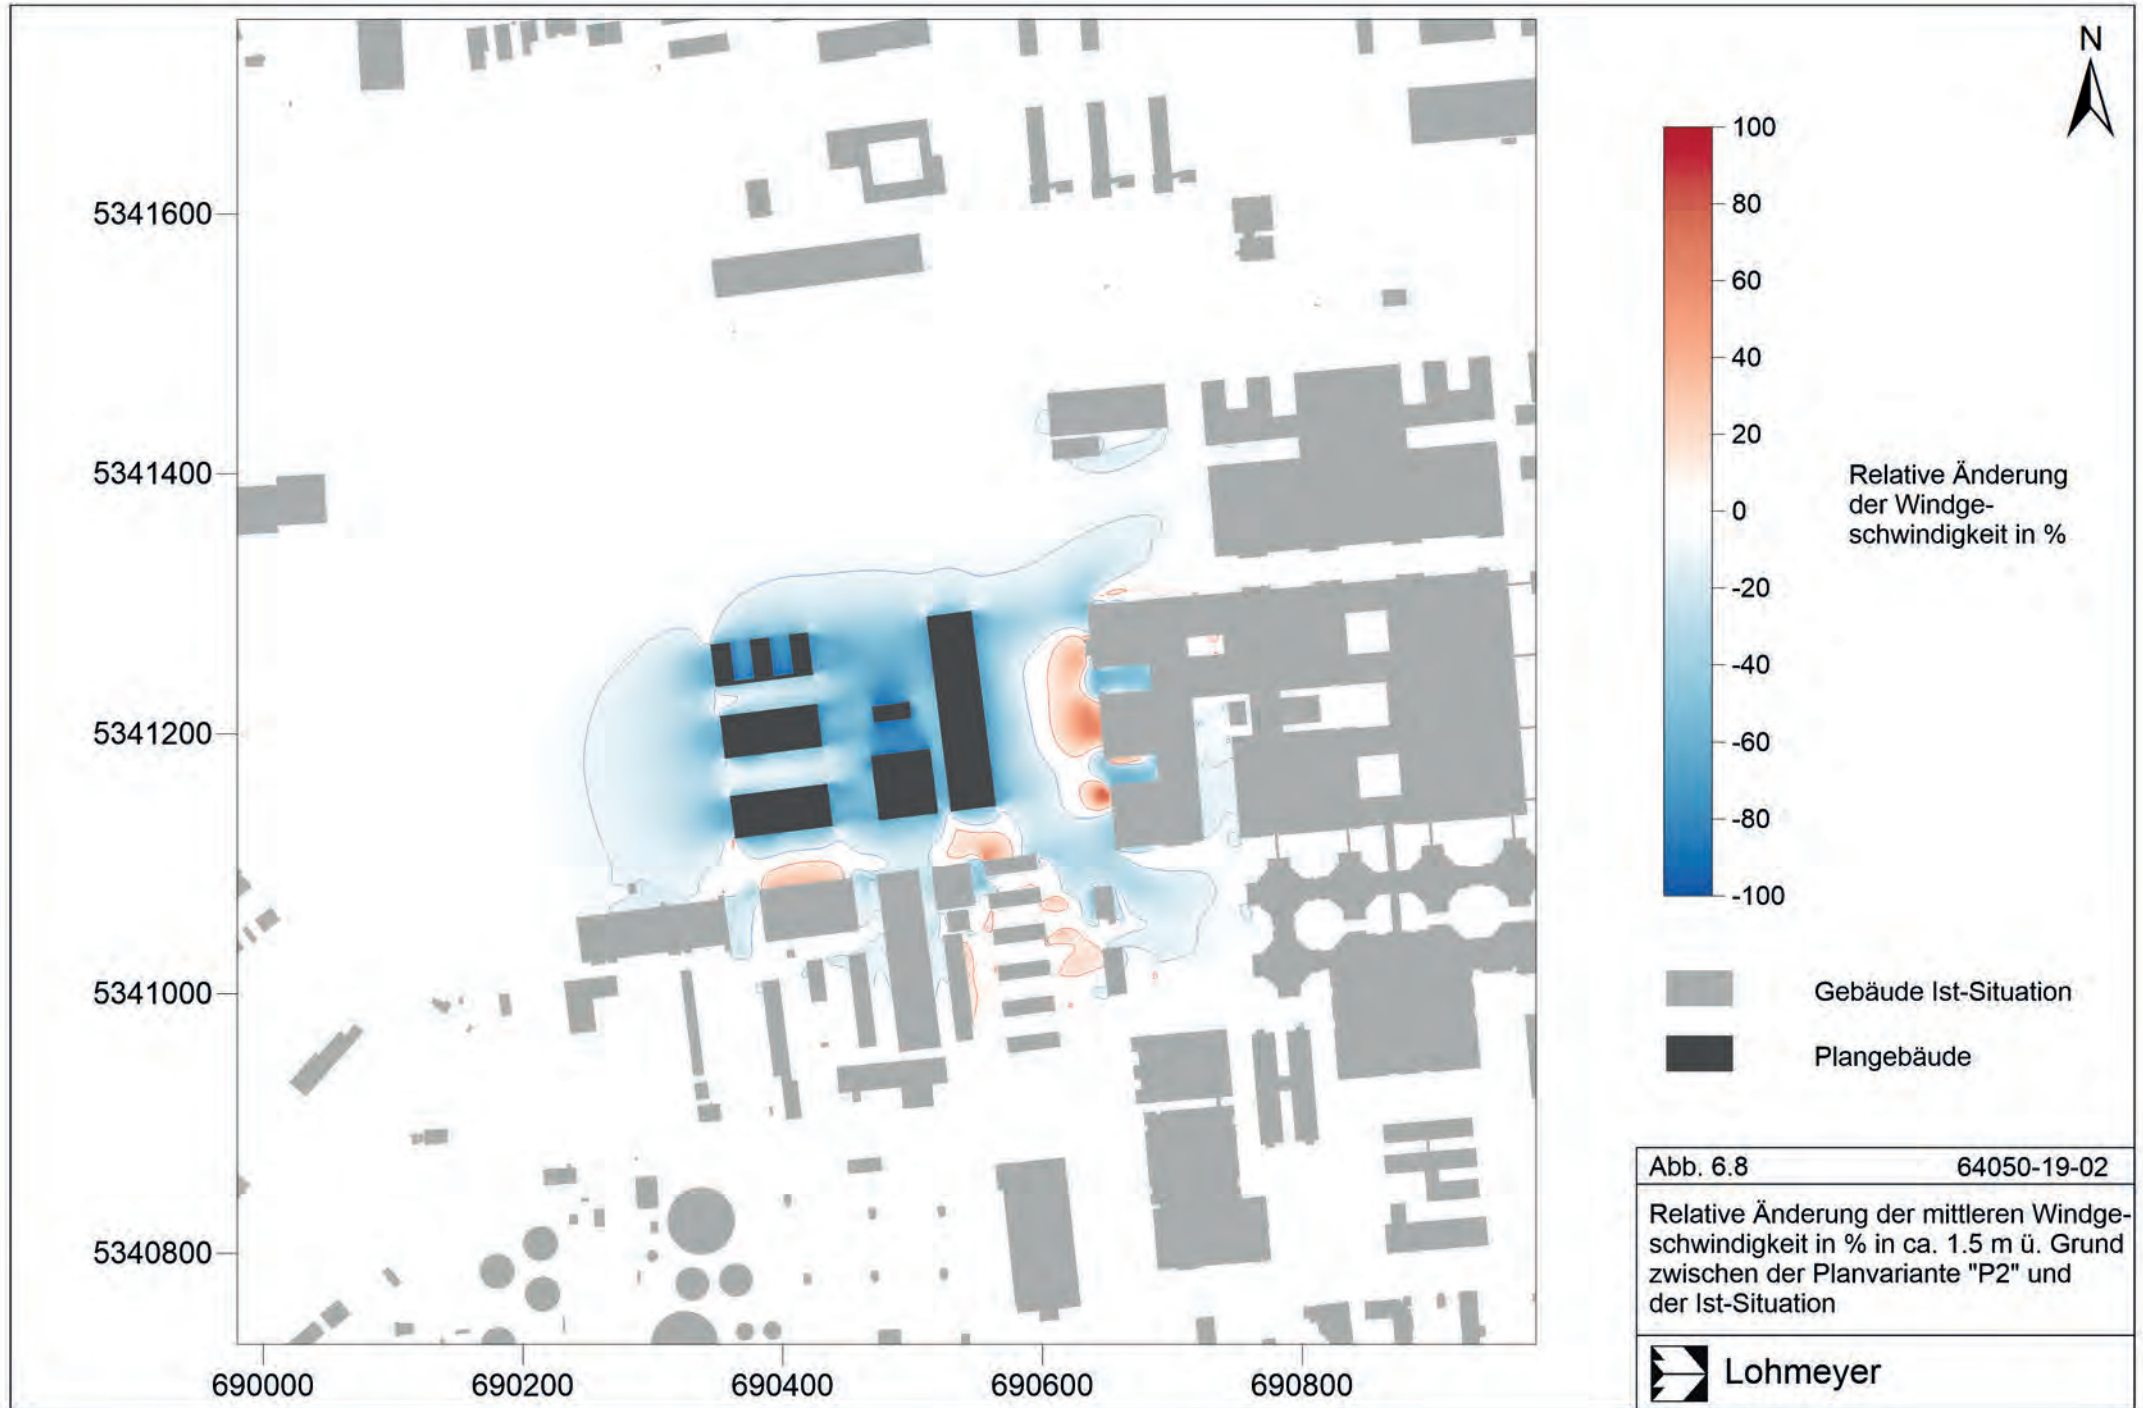 N
5341600
5341400
5341200
5341000
5340800
690000
690200
690400
690600
690800
100
80
60
40
20
0
-20
-40
-60
-80
-100
Relative Änderung
der Windge-
schwindigkeit in %
Gebäude Ist-Situation
Plangebäude
Abb. 6.8 64050-19-02
Relative Änderung der mittleren Windge-
schwindigkeit in % in ca. 1.5 m ü. Grund
zwischen der Planvariante "P2" und
der Ist-Situation
Lohmeyer